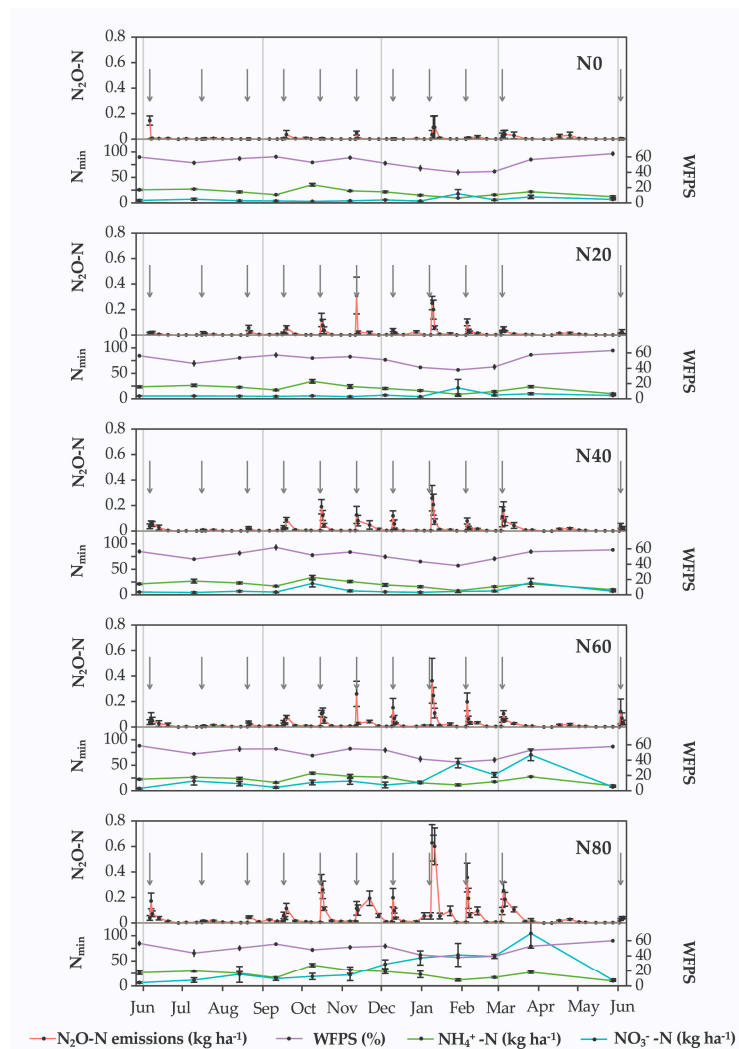 N₂O-N
0.8
0.6
0.4
0.2
0
N0
Nmin
100
50
0
60
40
20
0
WFPS
N₂O-N
0.8
0.6
0.4
0.2
0
N20
Nmin
100
50
0
60
40
20
0
WFPS
N₂O-N
0.8
0.6
0.4
0.2
0
N40
Nmin
100
50
0
60
40
20
0
WFPS
N₂O-N
0.8
0.6
0.4
0.2
0
N60
Nmin
100
50
0
60
40
20
0
WFPS
N₂O-N
0.8
0.6
0.4
0.2
0
N80
Nmin
100
50
0
60
40
20
0
WFPS
Jun Jul Aug Sep Oct Nov Dec Jan Feb Mar Apr Jun
N₂O-N emissions (kg ha⁻¹) WFPS (%) NH₄⁺ -N (kg ha⁻¹) NO₃⁻ -N (kg ha⁻¹)